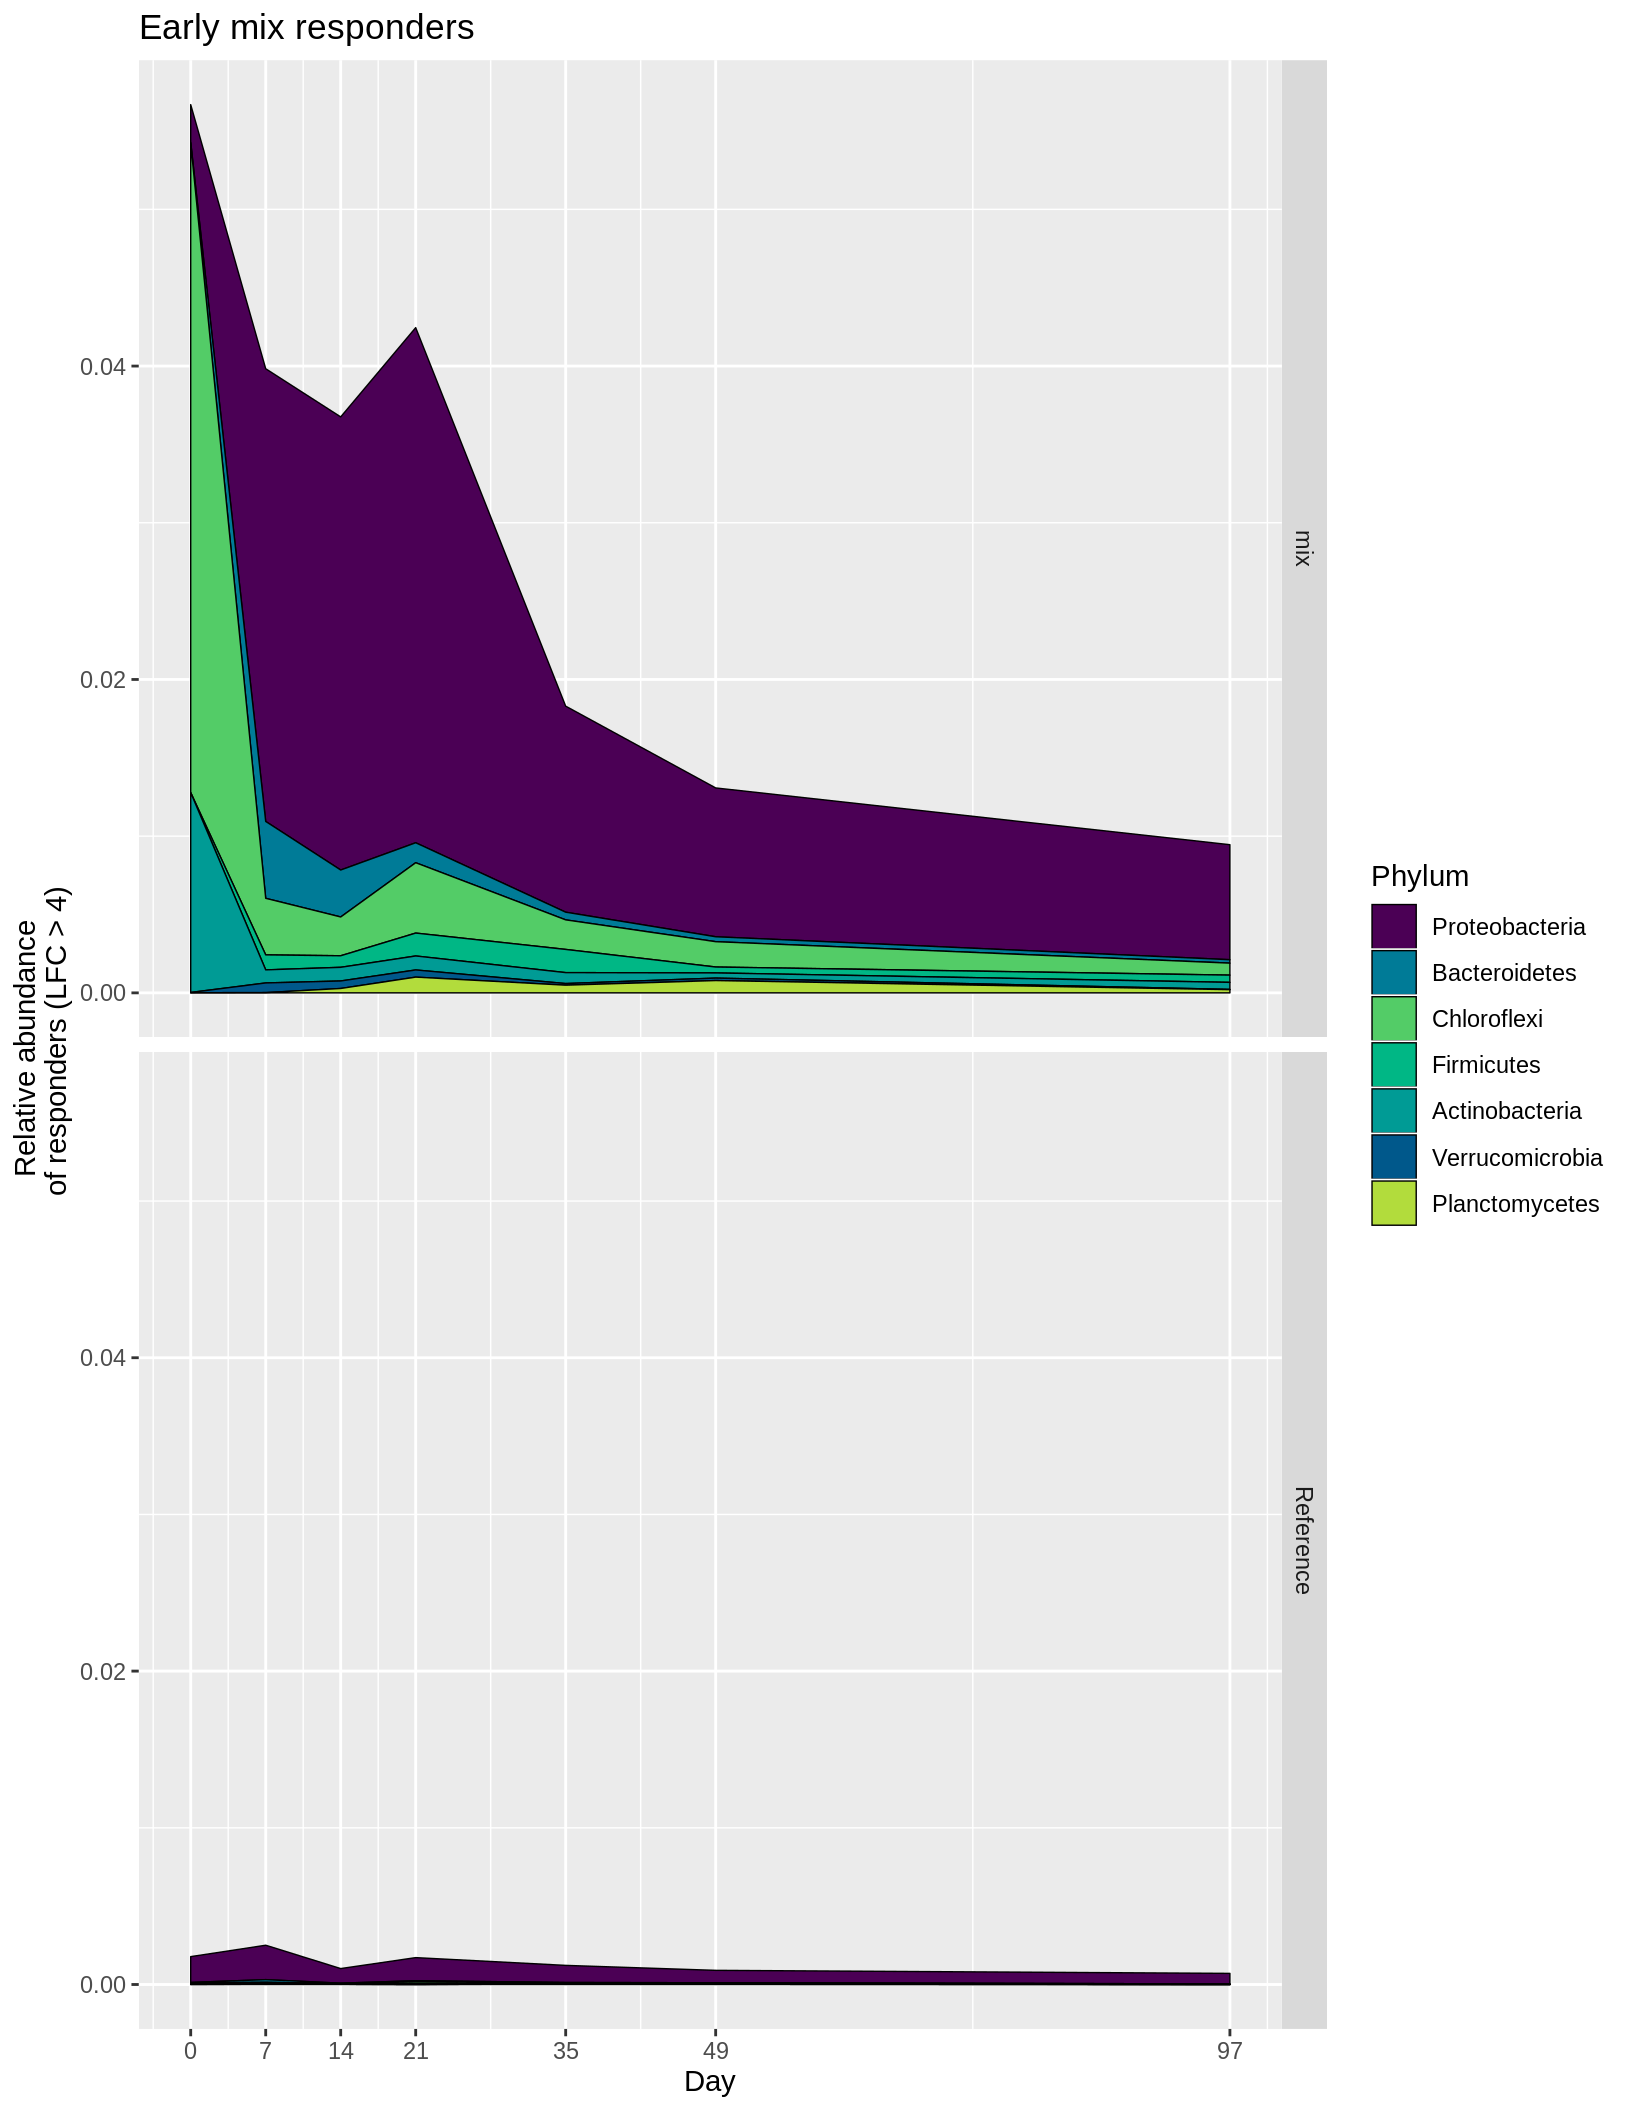 Early mix responders
0.04
0.02
0.00
mix
Relative abundance
of responders (LFC > 4)
0.04
0.02
0.00
Reference
0 7 14 21 35 49 97
Day
Phylum
Proteobacteria
Bacteroidetes
Chloroflexi
Firmicutes
Actinobacteria
Verrucomicrobia
Planctomycetes